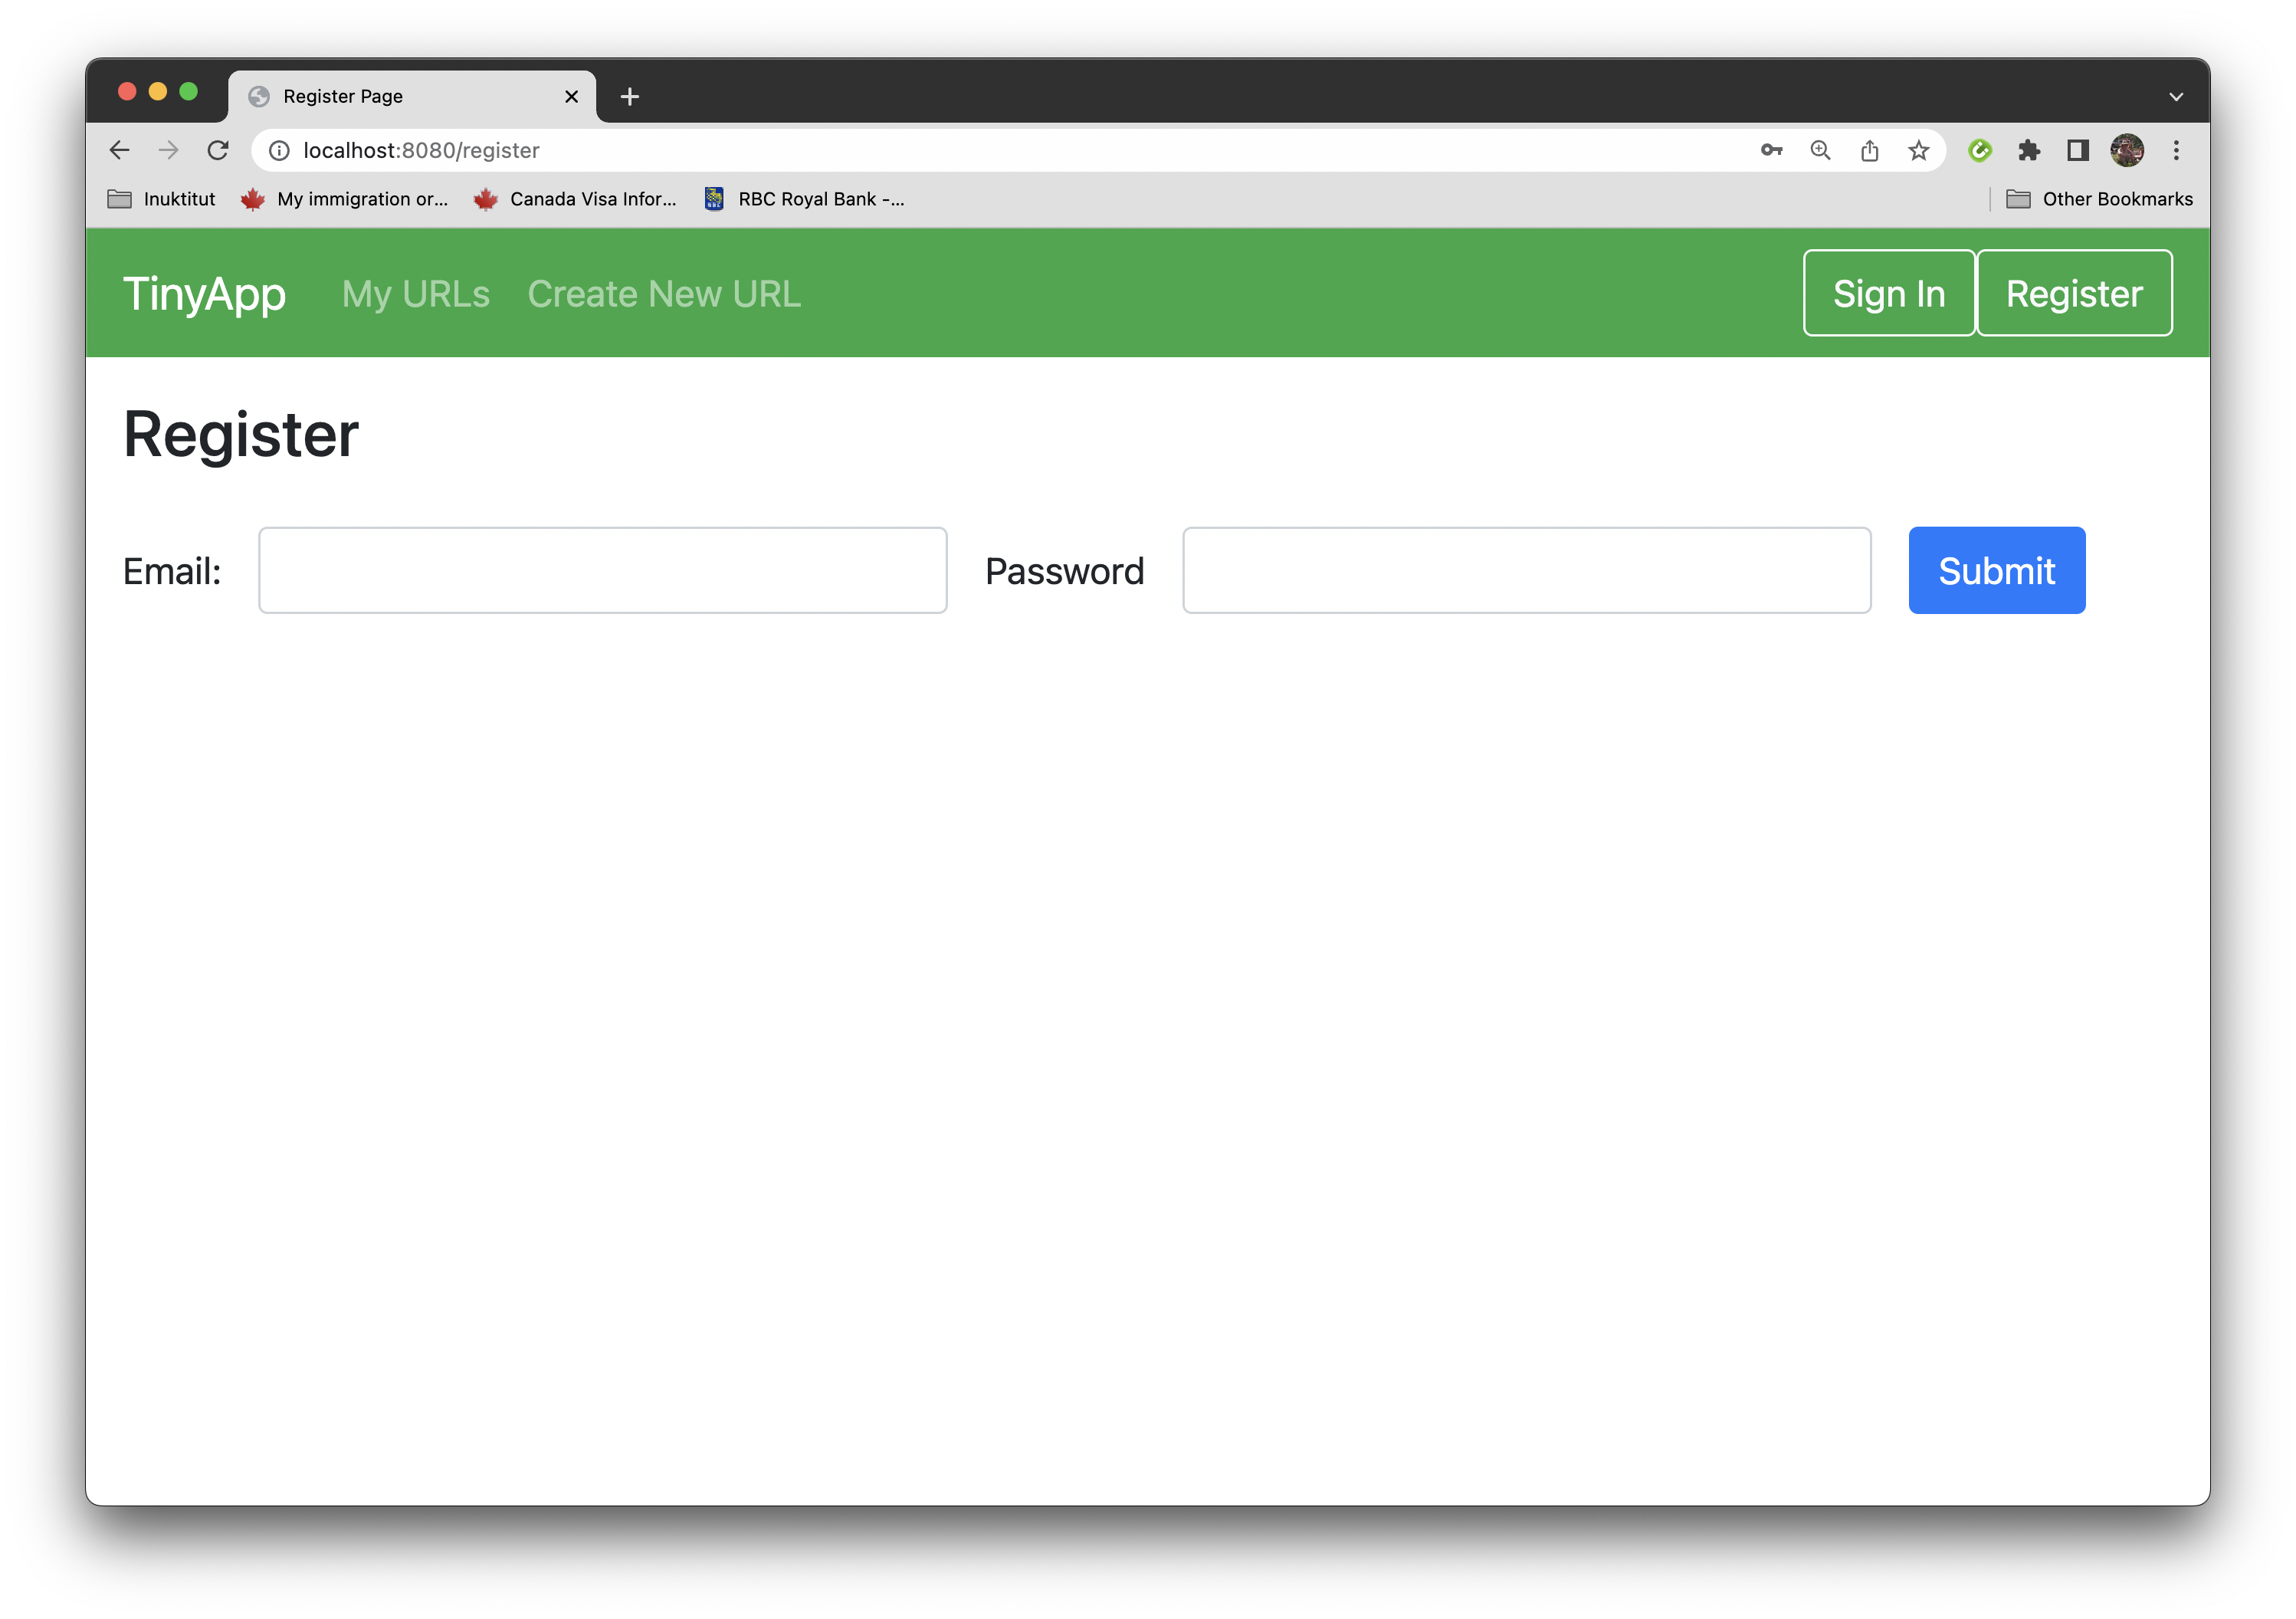 Register Page
localhost:8080/register
Inuktitut My immigration or... Canada Visa Infor... RBC Royal Bank -... Other Bookmarks
TinyApp My URLs Create New URL Sign In Register
Register
Email: Password Submit